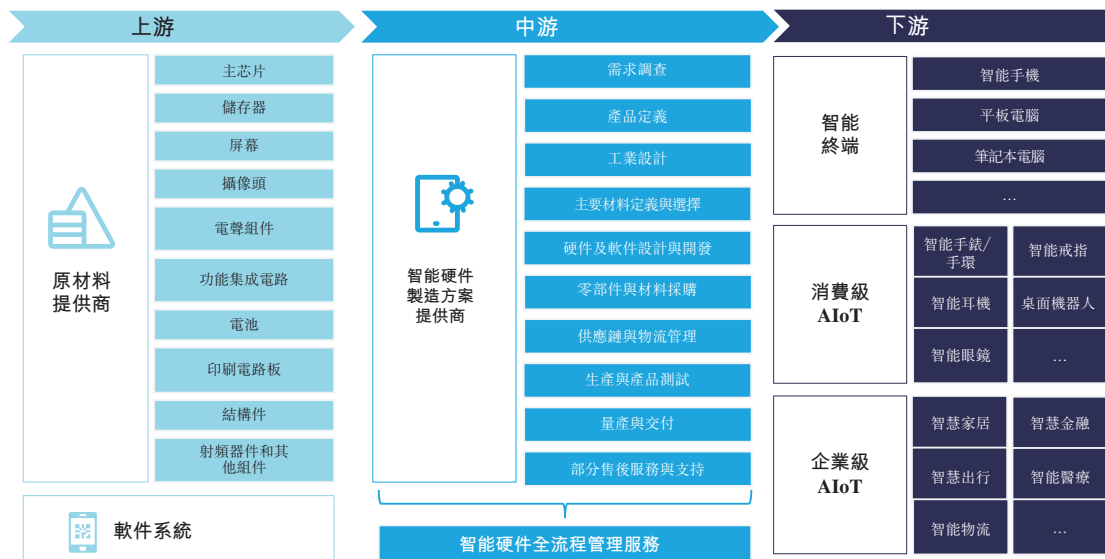 上游
原材料
提供商
主芯片
儲存器
屏幕
攝像頭
電聲組件
功能集成電路
電池
印刷電路板
結構件
射頻器件和其
他組件
軟件系統
中游
智能硬件
製造方案
提供商
需求調查
產品定義
工業設計
主要材料定義與選擇
硬件及軟件設計與開發
零部件與材料採購
供應鏈與物流管理
生產與產品測試
量產與交付
部分售後服務與支持
智能硬件全流程管理服務
下游
智能
終端
智能手機
平板電腦
筆記本電腦
...
消費級
AIoT
智能手錶/
手環
智能戒指
智能耳機
桌面機器人
智能眼鏡
...
企業級
AIoT
智慧家居
智慧金融
智慧出行
智能醫療
智能物流
...